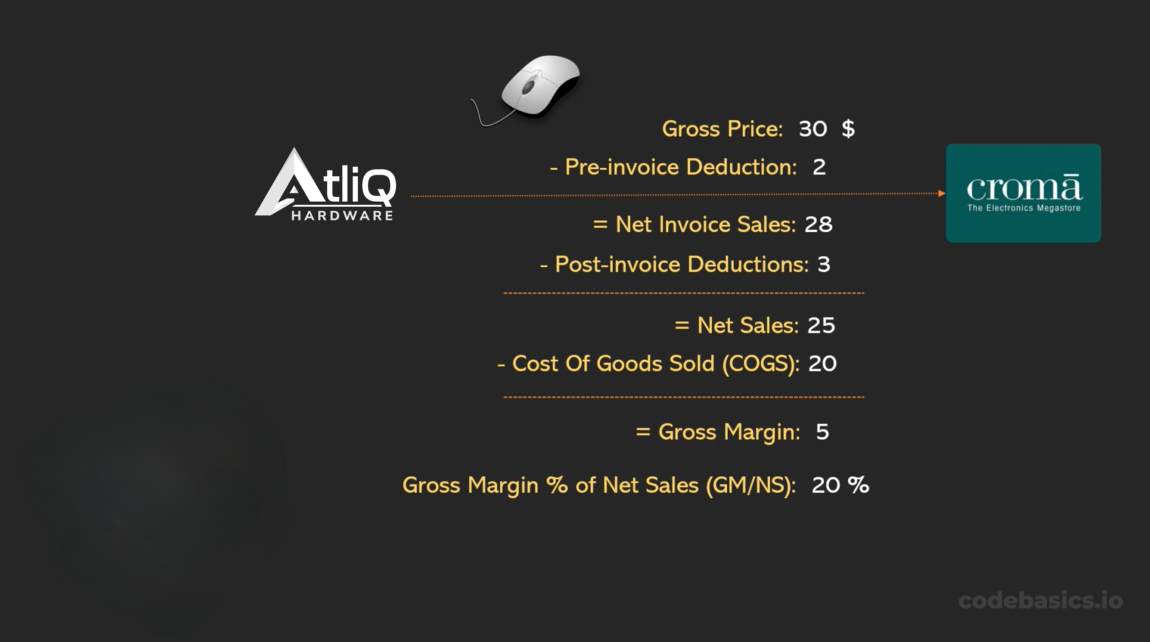 Gross Price: 30 $
- Pre-invoice Deduction: 2
AtliQ
HARDWARE
cromā
The Electronics Megastore
= Net Invoice Sales: 28
- Post-invoice Deductions: 3
= Net Sales: 25
- Cost Of Goods Sold (COGS): 20
= Gross Margin: 5
Gross Margin % of Net Sales (GM/NS): 20 %
codebasics.io